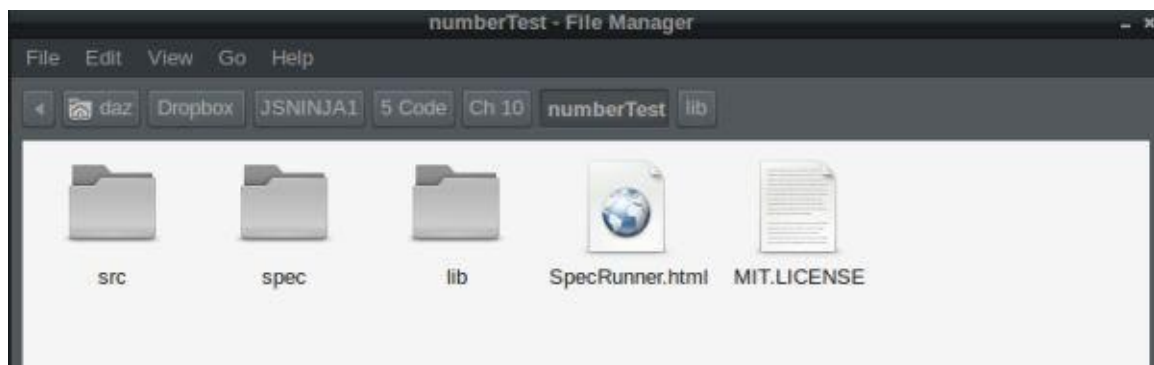 numberTest - File Manager
File Edit View Go Help
daz Dropbox JSNINJA1 5 Code Ch 10 numberTest lib
src spec lib SpecRunner.html MIT.LICENSE